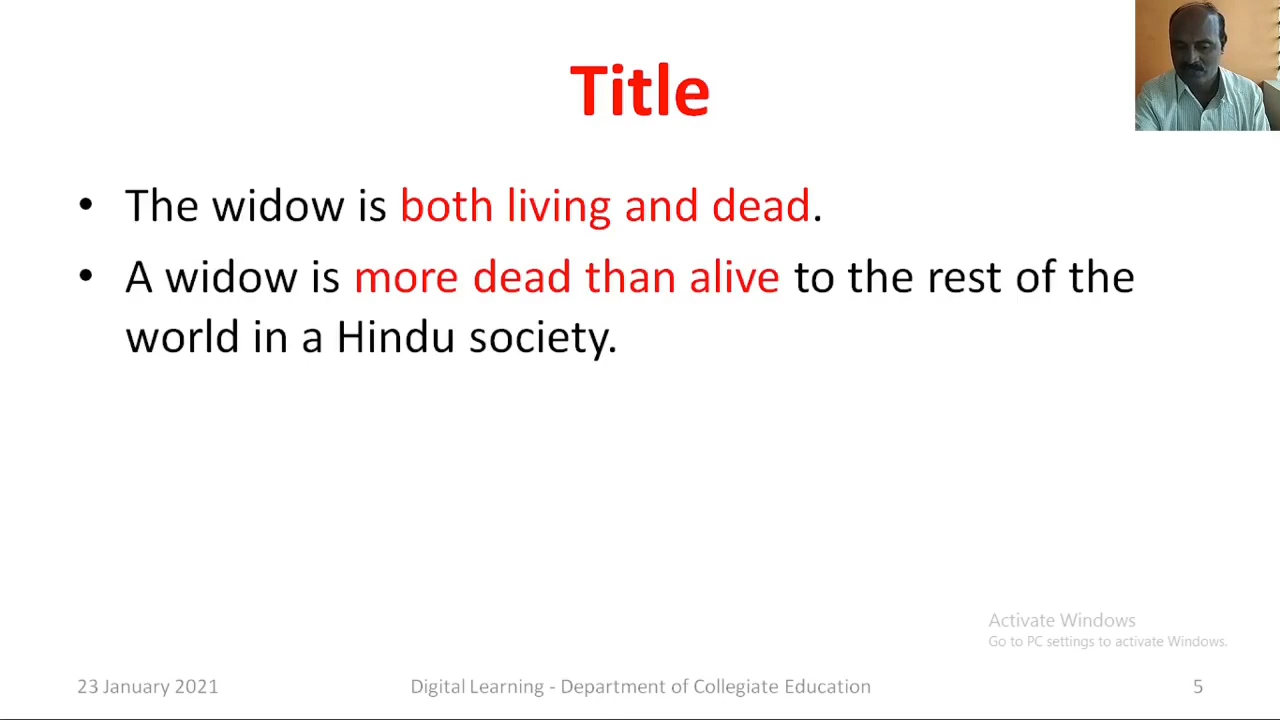 Title
• The widow is both living and dead.
• A widow is more dead than alive to the rest of the
world in a Hindu society.
Activate Windows
Go to PC settings to activate Windows.
23 January 2021
Digital Learning - Department of Collegiate Education
5